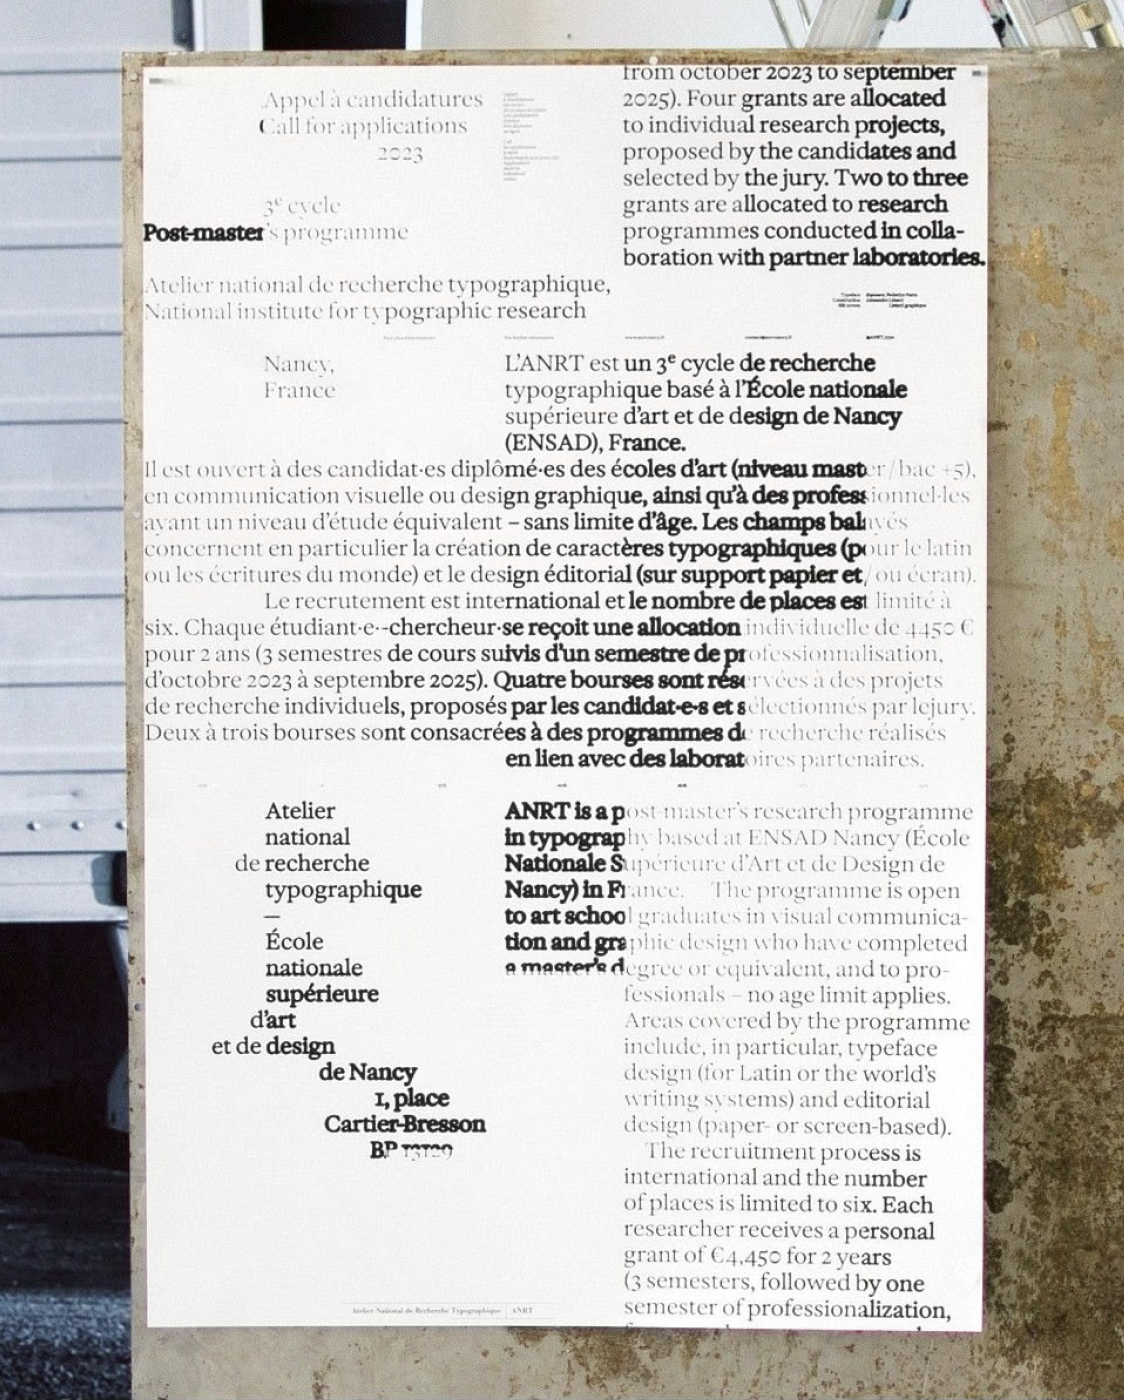 Appel à candidatures
Call for applications
2023
3e cycle
Post-master's programme
Atelier national de recherche typographique,
National institute for typographic research
Nancy,
France
from october 2023 to september
2025). Four grants are allocated
to individual research projects,
proposed by the candidates and
selected by the jury. Two to three
grants are allocated to research
programmes conducted in colla-
boration with partner laboratories.
L'ANRT est un 3e cycle de recherche
typographique basé à l'École nationale
supérieure d'art et de design de Nancy
(ENSAD), France.
Il est ouvert à des candidat·es diplômé·es des écoles d'art (niveau master/bac +5),
en communication visuelle ou design graphique, ainsi qu'à des professionnel·les
ayant un niveau d'étude équivalent – sans limite d'âge. Les champs balayés
concernent en particulier la création de caractères typographiques (pour le latin
ou les écritures du monde) et le design éditorial (sur support papier et/ou écran).
Le recrutement est international et le nombre de places est limité à
six. Chaque étudiant·e·-chercheur·se reçoit une allocation individuelle de 4450 €
pour 2 ans (3 semestres de cours suivis d'un semestre de professionnalisation,
d'octobre 2023 à septembre 2025). Quatre bourses sont réservées à des projets
de recherche individuels, proposés par les candidat·e·s et sélectionnés par le jury.
Deux à trois bourses sont consacrées à des programmes de recherche réalisés
en lien avec des laboratoires partenaires.
Atelier
national
de recherche
typographique
—
École
nationale
supérieure
d'art
et de design
de Nancy
1, place
Cartier-Bresson
BP 13129
ANRT is a post-master's research programme
in typography based at ENSAD Nancy (École
Nationale Supérieure d'Art et de Design de
Nancy) in France. The programme is open
to art school graduates in visual communica-
tion and graphic design who have completed
a master's degree or equivalent, and to pro-
fessionals – no age limit applies.
Areas covered by the programme
include, in particular, typeface
design (for Latin or the world's
writing systems) and editorial
design (paper- or screen-based).
The recruitment process is
international and the number
of places is limited to six. Each
researcher receives a personal
grant of €4,450 for 2 years
(3 semesters, followed by one
semester of professionalization,
Atelier National de Recherche Typographique ANRT